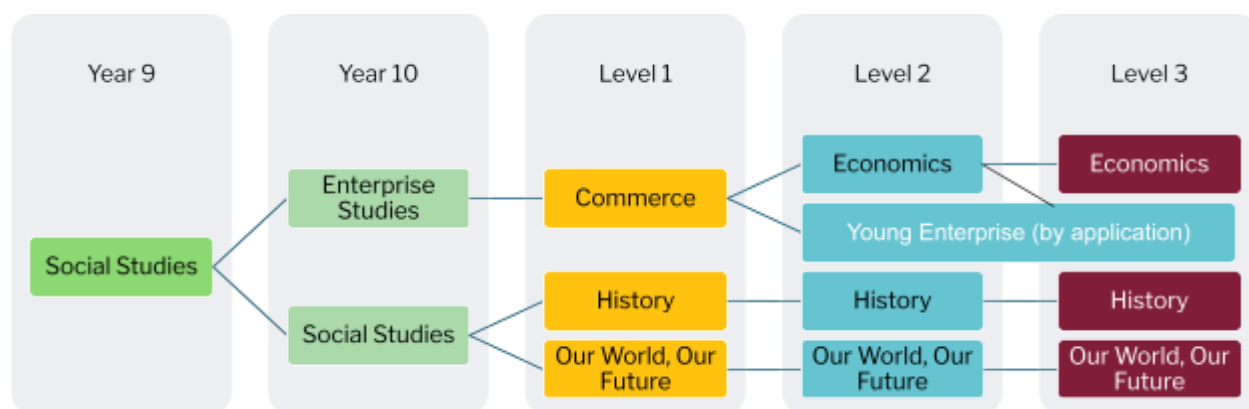 Year 9
Year 10
Level 1
Level 2
Level 3
Economics
Economics
Enterprise
Studies
Commerce
Young Enterprise (by application)
Social Studies
History
History
History
Social Studies
Our World, Our
Future
Our World, Our
Future
Our World, Our
Future